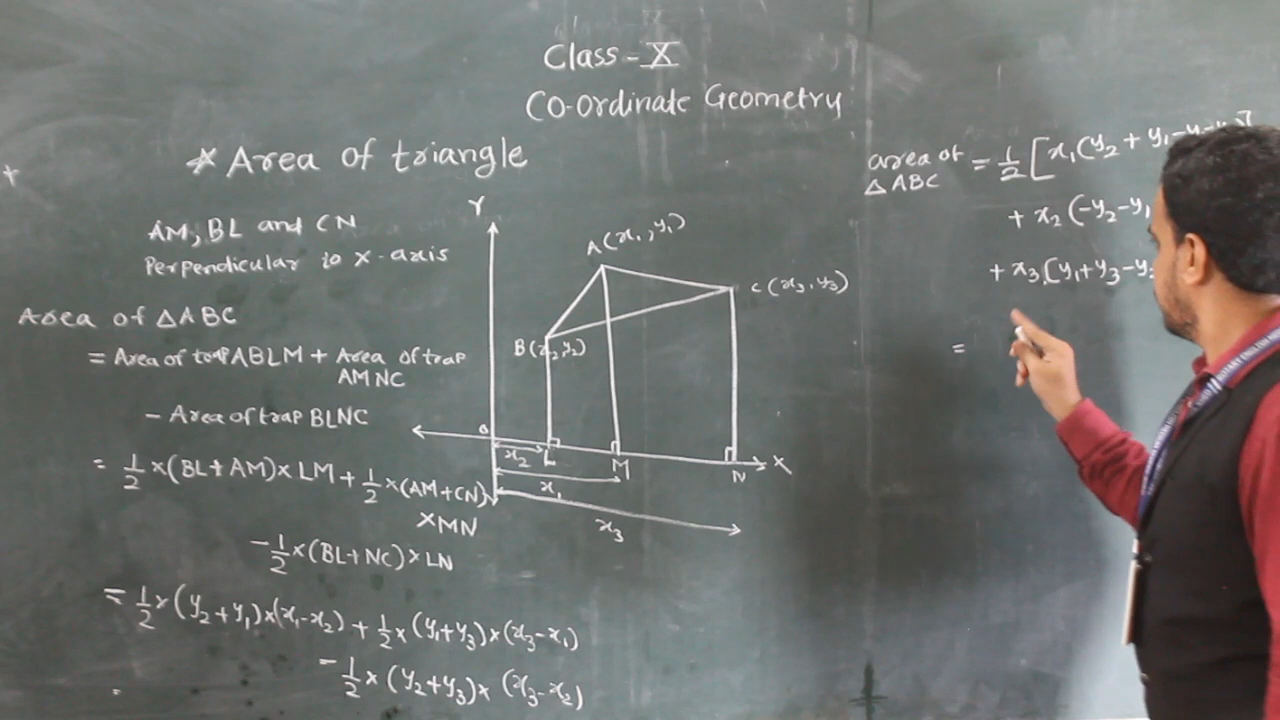 Class - X
Co-ordinate Geometry
* Area of triangle
AM, BL and CN
Perpendicular to x-axis
Area of △ABC
= Area of trap ABLM + Area of trap
AMNC
- Area of trap BLNC
= 1/2 ×(BL+AM)×LM + 1/2 ×(AM+CN)
×MN
- 1/2 ×(BL+NC)×LN
= 1/2 ×(y₂+y₁)×(x₁-x₂) + 1/2 ×(y₁+y₃)×(x₃-x₁)
- 1/2 × (y₂+y₃)× (x₃-x₂)
Y
A(x₁, y₁)
C(x₃, y₃)
B(x₂, y₂)
O
x₂
L
M
N
X
x₁
x₃
area of
△ABC
= 1/2 [x₁(y₂ + y₁-y
+ x₂(-y₂-y₁
+ x₃[y₁+y₃-y
=